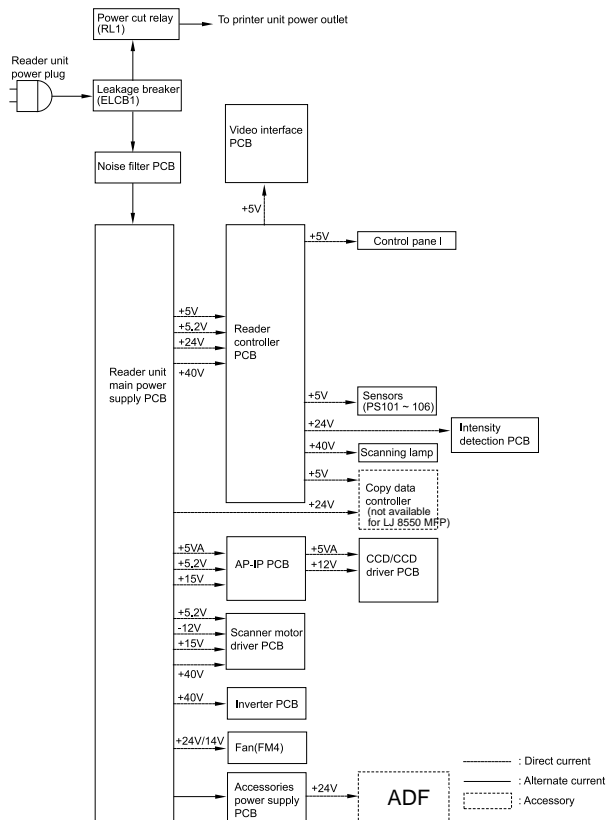 Power cut relay
(RL1)
To printer unit power outlet
Reader unit
power plug
Leakage breaker
(ELCB1)
Noise filter PCB
Video interface
PCB
+5V
+5V
Control pane l
+5V
+5.2V
+24V
+40V
Reader
controller
PCB
Reader unit
main power
supply PCB
+5V
Sensors
(PS101 ~ 106)
+24V
Intensity
detection PCB
+40V
Scanning lamp
+5V
Copy data
controller
(not available
for LJ 8550 MFP)
+24V
+5VA
+5.2V
+15V
AP-IP PCB
+5VA
+12V
CCD/CCD
driver PCB
+5.2V
-12V
+15V
+40V
Scanner motor
driver PCB
+40V
Inverter PCB
+24V/14V
Fan(FM4)
Accessories
power supply
PCB
+24V
ADF
: Direct current
: Alternate current
: Accessory